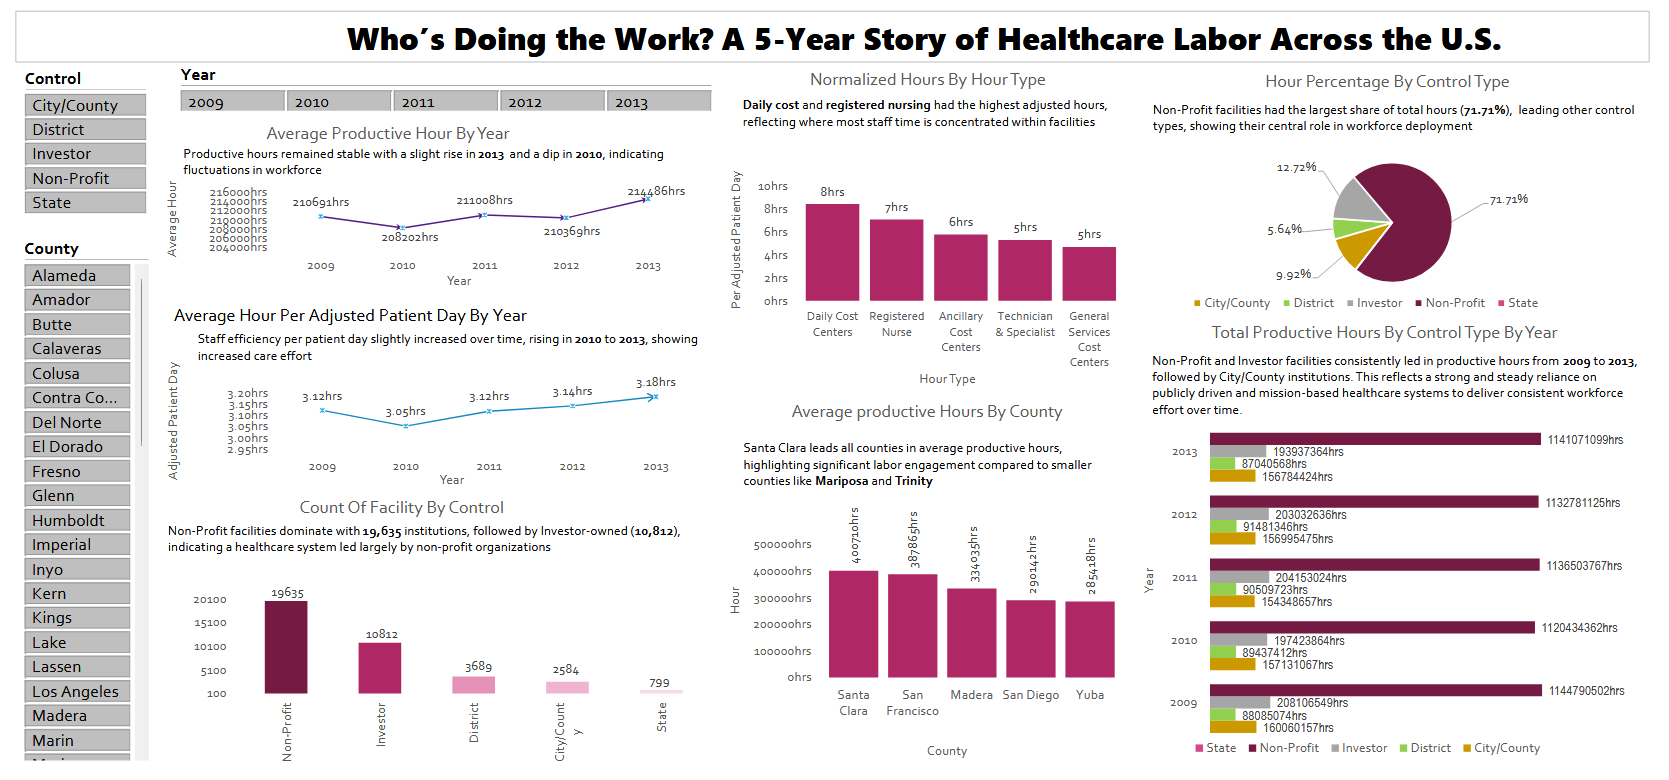 Who's Doing the Work? A 5-Year Story of Healthcare Labor Across the U.S.
Control
City/County
District
Investor
Non-Profit
State
County
Alameda
Amador
Butte
Calaveras
Colusa
Contra Co...
Del Norte
El Dorado
Fresno
Glenn
Humboldt
Imperial
Inyo
Kern
Kings
Lake
Lassen
Los Angeles
Madera
Marin
Year
2009 2010 2011 2012 2013
Average Productive Hour By Year
Productive hours remained stable with a slight rise in 2013 and a dip in 2010, indicating
fluctuations in workforce
Average Hour
216000hrs
214000hrs
212000hrs
210000hrs
208000hrs
206000hrs
204000hrs
210691hrs
208202hrs
211008hrs
210369hrs
214486hrs
2009 2010 2011 2012 2013
Year
Average Hour Per Adjusted Patient Day By Year
Staff efficiency per patient day slightly increased over time, rising in 2010 to 2013, showing
increased care effort
Adjusted Patient Day
3.20hrs
3.15hrs
3.10hrs
3.05hrs
3.00hrs
2.95hrs
3.12hrs
3.05hrs
3.12hrs
3.14hrs
3.18hrs
2009 2010 2011 2012 2013
Year
Count Of Facility By Control
Non-Profit facilities dominate with 19,635 institutions, followed by Investor-owned (10,812),
indicating a healthcare system led largely by non-profit organizations
20100
15100
10100
5100
100
19635
10812
3689
2584
799
Non-Profit
Investor
District
City/Count
y
State
Normalized Hours By Hour Type
Daily cost and registered nursing had the highest adjusted hours,
reflecting where most staff time is concentrated within facilities
Per Adjusted Patient Day
10hrs
8hrs
6hrs
4hrs
2hrs
0hrs
8hrs
7hrs
6hrs
5hrs
5hrs
Daily Cost
Centers
Registered
Nurse
Ancillary
Cost
Centers
Technician
& Specialist
General
Services
Cost
Centers
Hour Type
Average productive Hours By County
Santa Clara leads all counties in average productive hours,
highlighting significant labor engagement compared to smaller
counties like Mariposa and Trinity
Hour
500000hrs
400000hrs
300000hrs
200000hrs
100000hrs
0hrs
400710hrs
387865hrs
334035hrs
290142hrs
285418hrs
Santa
Clara
San
Francisco
Madera
San Diego
Yuba
County
Hour Percentage By Control Type
Non-Profit facilities had the largest share of total hours (71.71%), leading other control
types, showing their central role in workforce deployment
12.72%
71.71%
5.64%
9.92%
City/County District Investor Non-Profit State
Total Productive Hours By Control Type By Year
Non-Profit and Investor facilities consistently led in productive hours from 2009 to 2013,
followed by City/County institutions. This reflects a strong and steady reliance on
publicly driven and mission-based healthcare systems to deliver consistent workforce
effort over time.
Year
2013
1141071099hrs
193937364hrs
87040568hrs
156784424hrs
2012
1132781125hrs
203032636hrs
91481346hrs
156995475hrs
2011
1136503767hrs
204153024hrs
90509723hrs
154348657hrs
2010
1120434362hrs
197423864hrs
89437412hrs
157131067hrs
2009
1144790502hrs
208106549hrs
88085074hrs
160060157hrs
State Non-Profit Investor District City/County